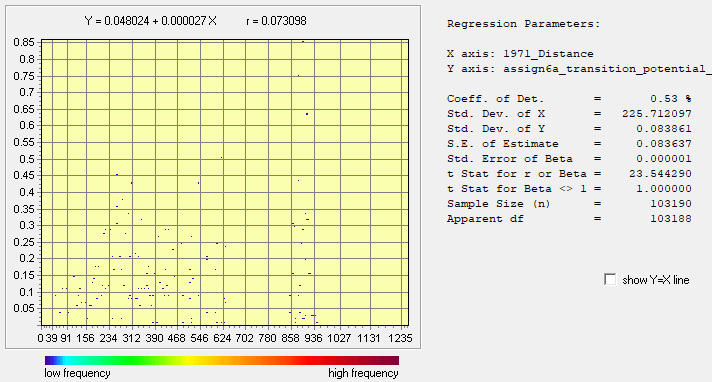 Y = 0.048024 + 0.000027 X r = 0.073098
0.85
0.8
0.75
0.7
0.65
0.6
0.55
0.5
0.45
0.4
0.35
0.3
0.25
0.2
0.15
0.1
0.05
0 39 91 156 234 312 390 468 546 624 702 780 858 936 1027 1131 1235
low frequency high frequency
Regression Parameters:
X axis: 1971_Distance
Y axis: assign6a_transition_potential_
Coeff. of Det. = 0.53 %
Std. Dev. of X = 225.712097
Std. Dev. of Y = 0.083861
S.E. of Estimate = 0.083637
Std. Error of Beta = 0.000001
t Stat for r or Beta = 23.544290
t Stat for Beta <> 1 = 1.000000
Sample Size (n) = 103190
Apparent df = 103188
show Y=X line